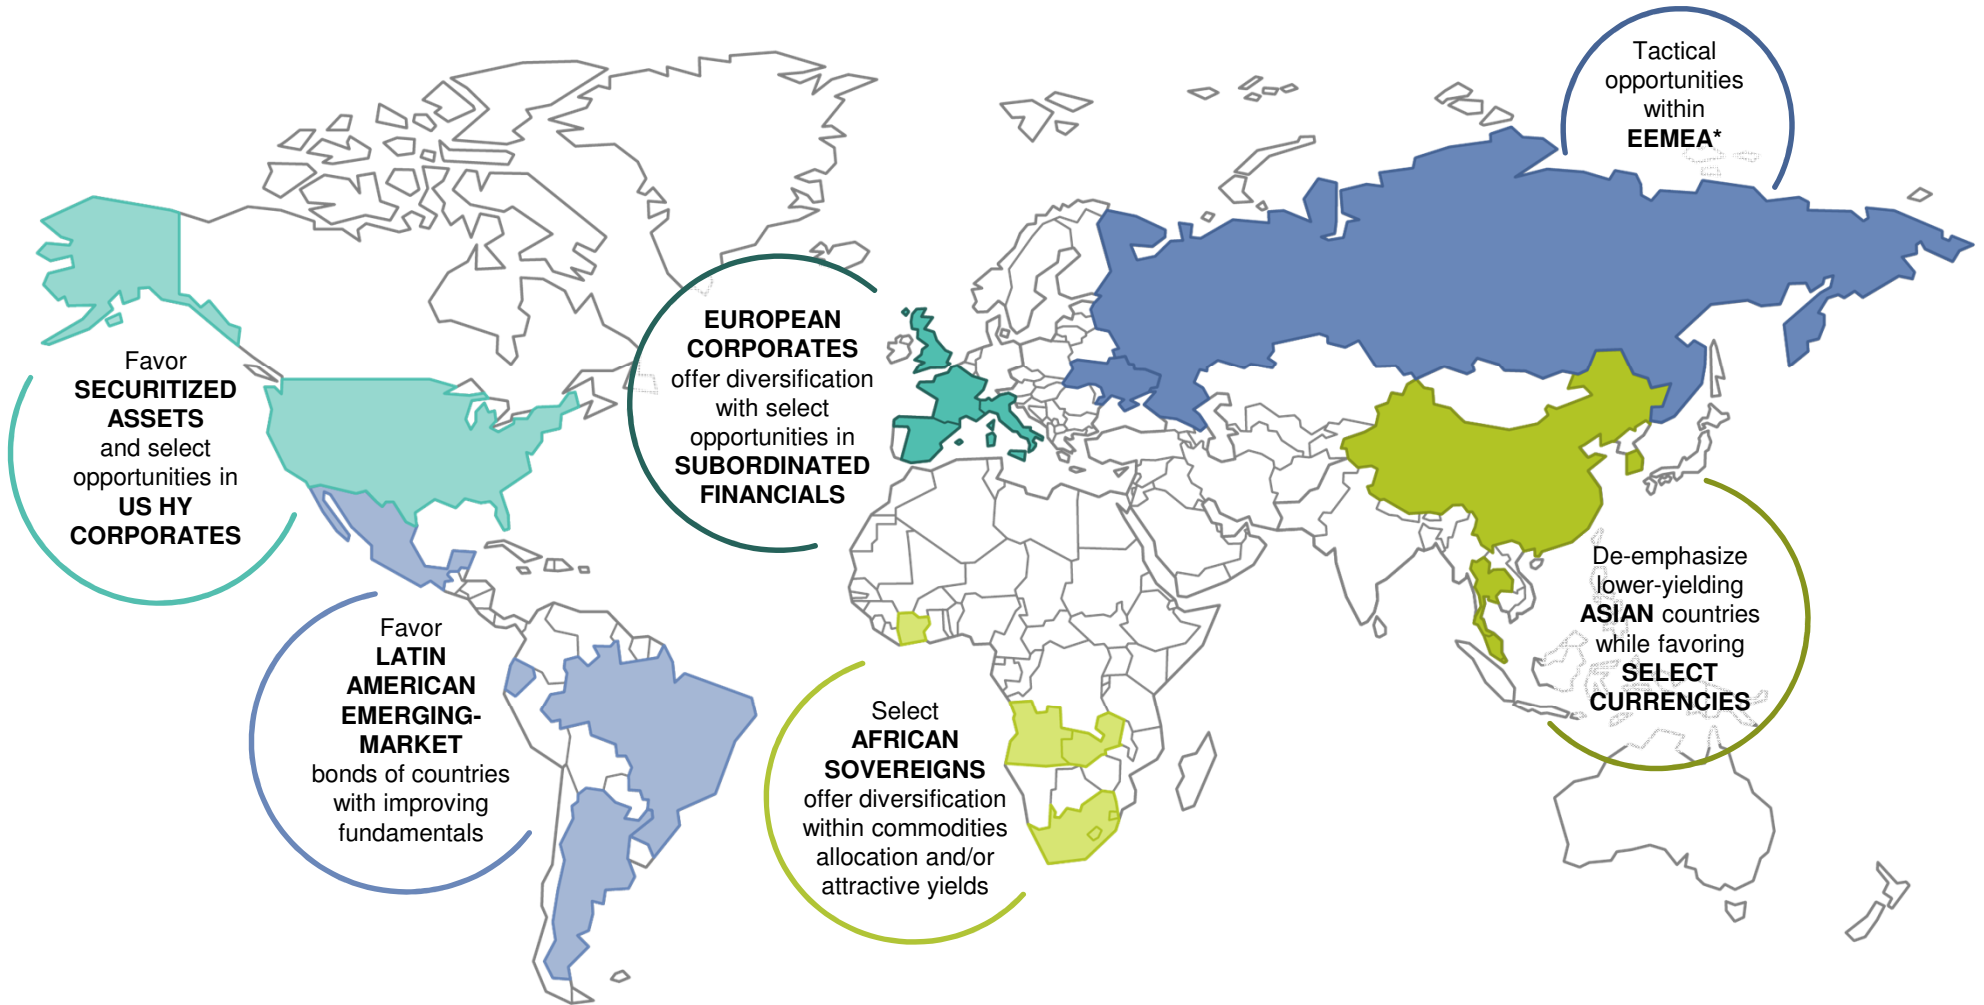 Tactical
opportunities
within
EEMEA*
EUROPEAN
CORPORATES
offer diversification
with select
opportunities in
SUBORDINATED
FINANCIALS
Favor
SECURITIZED
ASSETS
and select
opportunities in
US HY
CORPORATES
De-emphasize
lower-yielding
ASIAN countries
while favoring
SELECT
CURRENCIES
Favor
LATIN
AMERICAN
EMERGING-
MARKET
bonds of countries
with improving
fundamentals
Select
AFRICAN
SOVEREIGNS
offer diversification
within commodities
allocation and/or
attractive yields